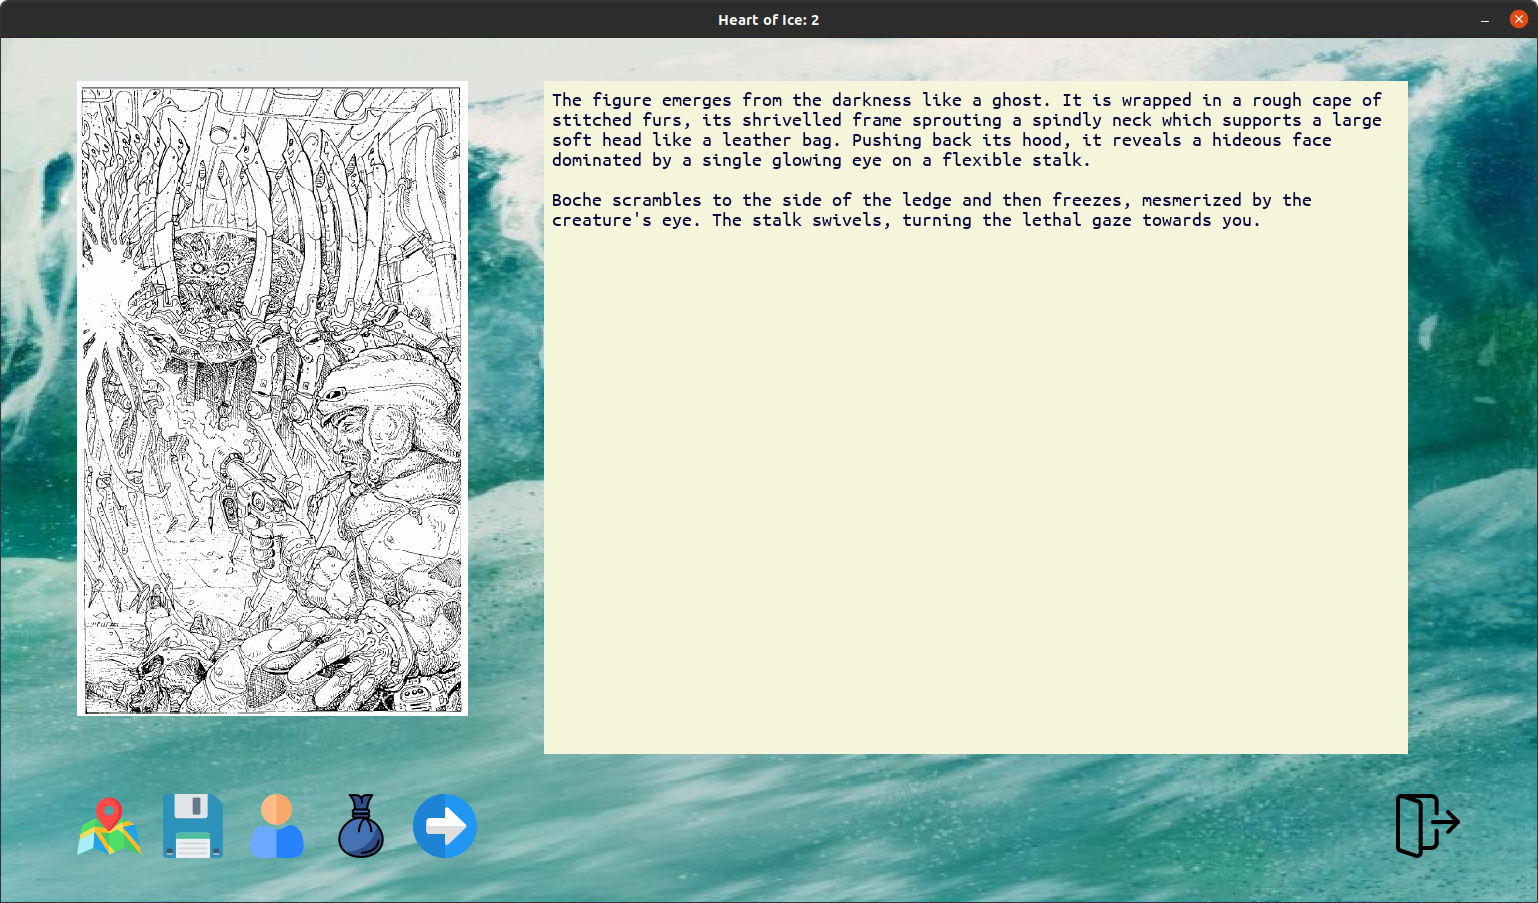 Heart of Ice: 2
The figure emerges from the darkness like a ghost. It is wrapped in a rough cape of
stitched furs, its shrivelled frame sprouting a spindly neck which supports a large
soft head like a leather bag. Pushing back its hood, it reveals a hideous face
dominated by a single glowing eye on a flexible stalk.
Boche scrambles to the side of the ledge and then freezes, mesmerized by the
creature's eye. The stalk swivels, turning the lethal gaze towards you.